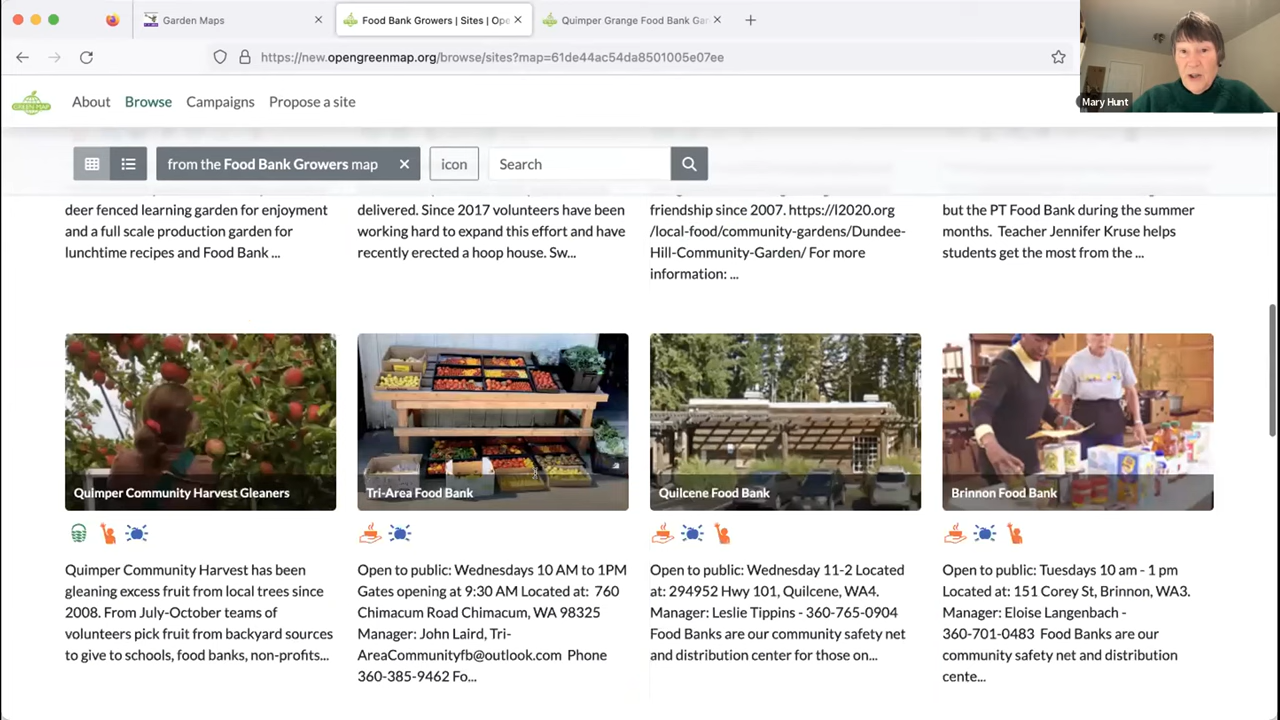 Garden Maps
Food Bank Growers | Sites | Ope
Quimper Grange Food Bank Gar
https://new.opengreenmap.org/browse/sites?map=61de44ac54da8501005e07ee
Mary Hunt
GREEN MAP
About
Browse
Campaigns
Propose a site
from the Food Bank Growers map
icon
Search
deer fenced learning garden for enjoyment
and a full scale production garden for
lunchtime recipes and Food Bank ...
delivered. Since 2017 volunteers have been
working hard to expand this effort and have
recently erected a hoop house. Sw...
friendship since 2007. https://l2020.org
/local-food/community-gardens/Dundee-
Hill-Community-Garden/ For more
information: ...
but the PT Food Bank during the summer
months. Teacher Jennifer Kruse helps
students get the most from the ...
Quimper Community Harvest Gleaners
Quimper Community Harvest has been
gleaning excess fruit from local trees since
2008. From July-October teams of
volunteers pick fruit from backyard sources
to give to schools, food banks, non-profits...
Tri-Area Food Bank
Open to public: Wednesdays 10 AM to 1PM
Gates opening at 9:30 AM Located at: 760
Chimacum Road Chimacum, WA 98325
Manager: John Laird, Tri-
AreaCommunityfb@outlook.com Phone
360-385-9462 Fo...
Quilcene Food Bank
Open to public: Wednesday 11-2 Located
at: 294952 Hwy 101, Quilcene, WA4.
Manager: Leslie Tippins - 360-765-0904
Food Banks are our community safety net
and distribution center for those on...
Brinnon Food Bank
Open to public: Tuesdays 10 am - 1 pm
Located at: 151 Corey St, Brinnon, WA3.
Manager: Eloise Langenbach -
360-701-0483 Food Banks are our
community safety net and distribution
cente...